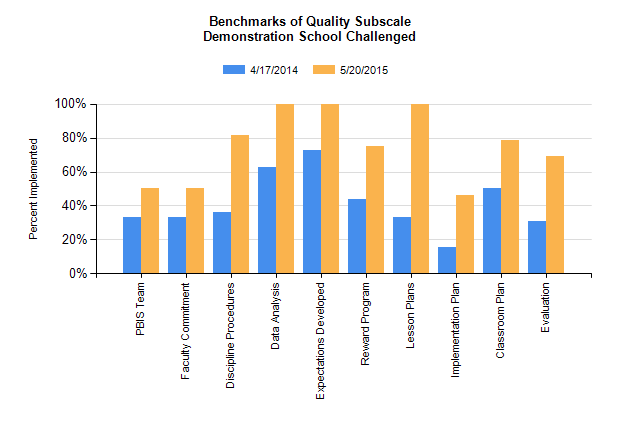 Benchmarks of Quality Subscale
Demonstration School Challenged
4/17/2014
5/20/2015
100%
80%
60%
40%
20%
0%
Percent Implemented
PBIS Team
Faculty Commitment
Discipline Procedures
Data Analysis
Expectations Developed
Reward Program
Lesson Plans
Implementation Plan
Classroom Plan
Evaluation